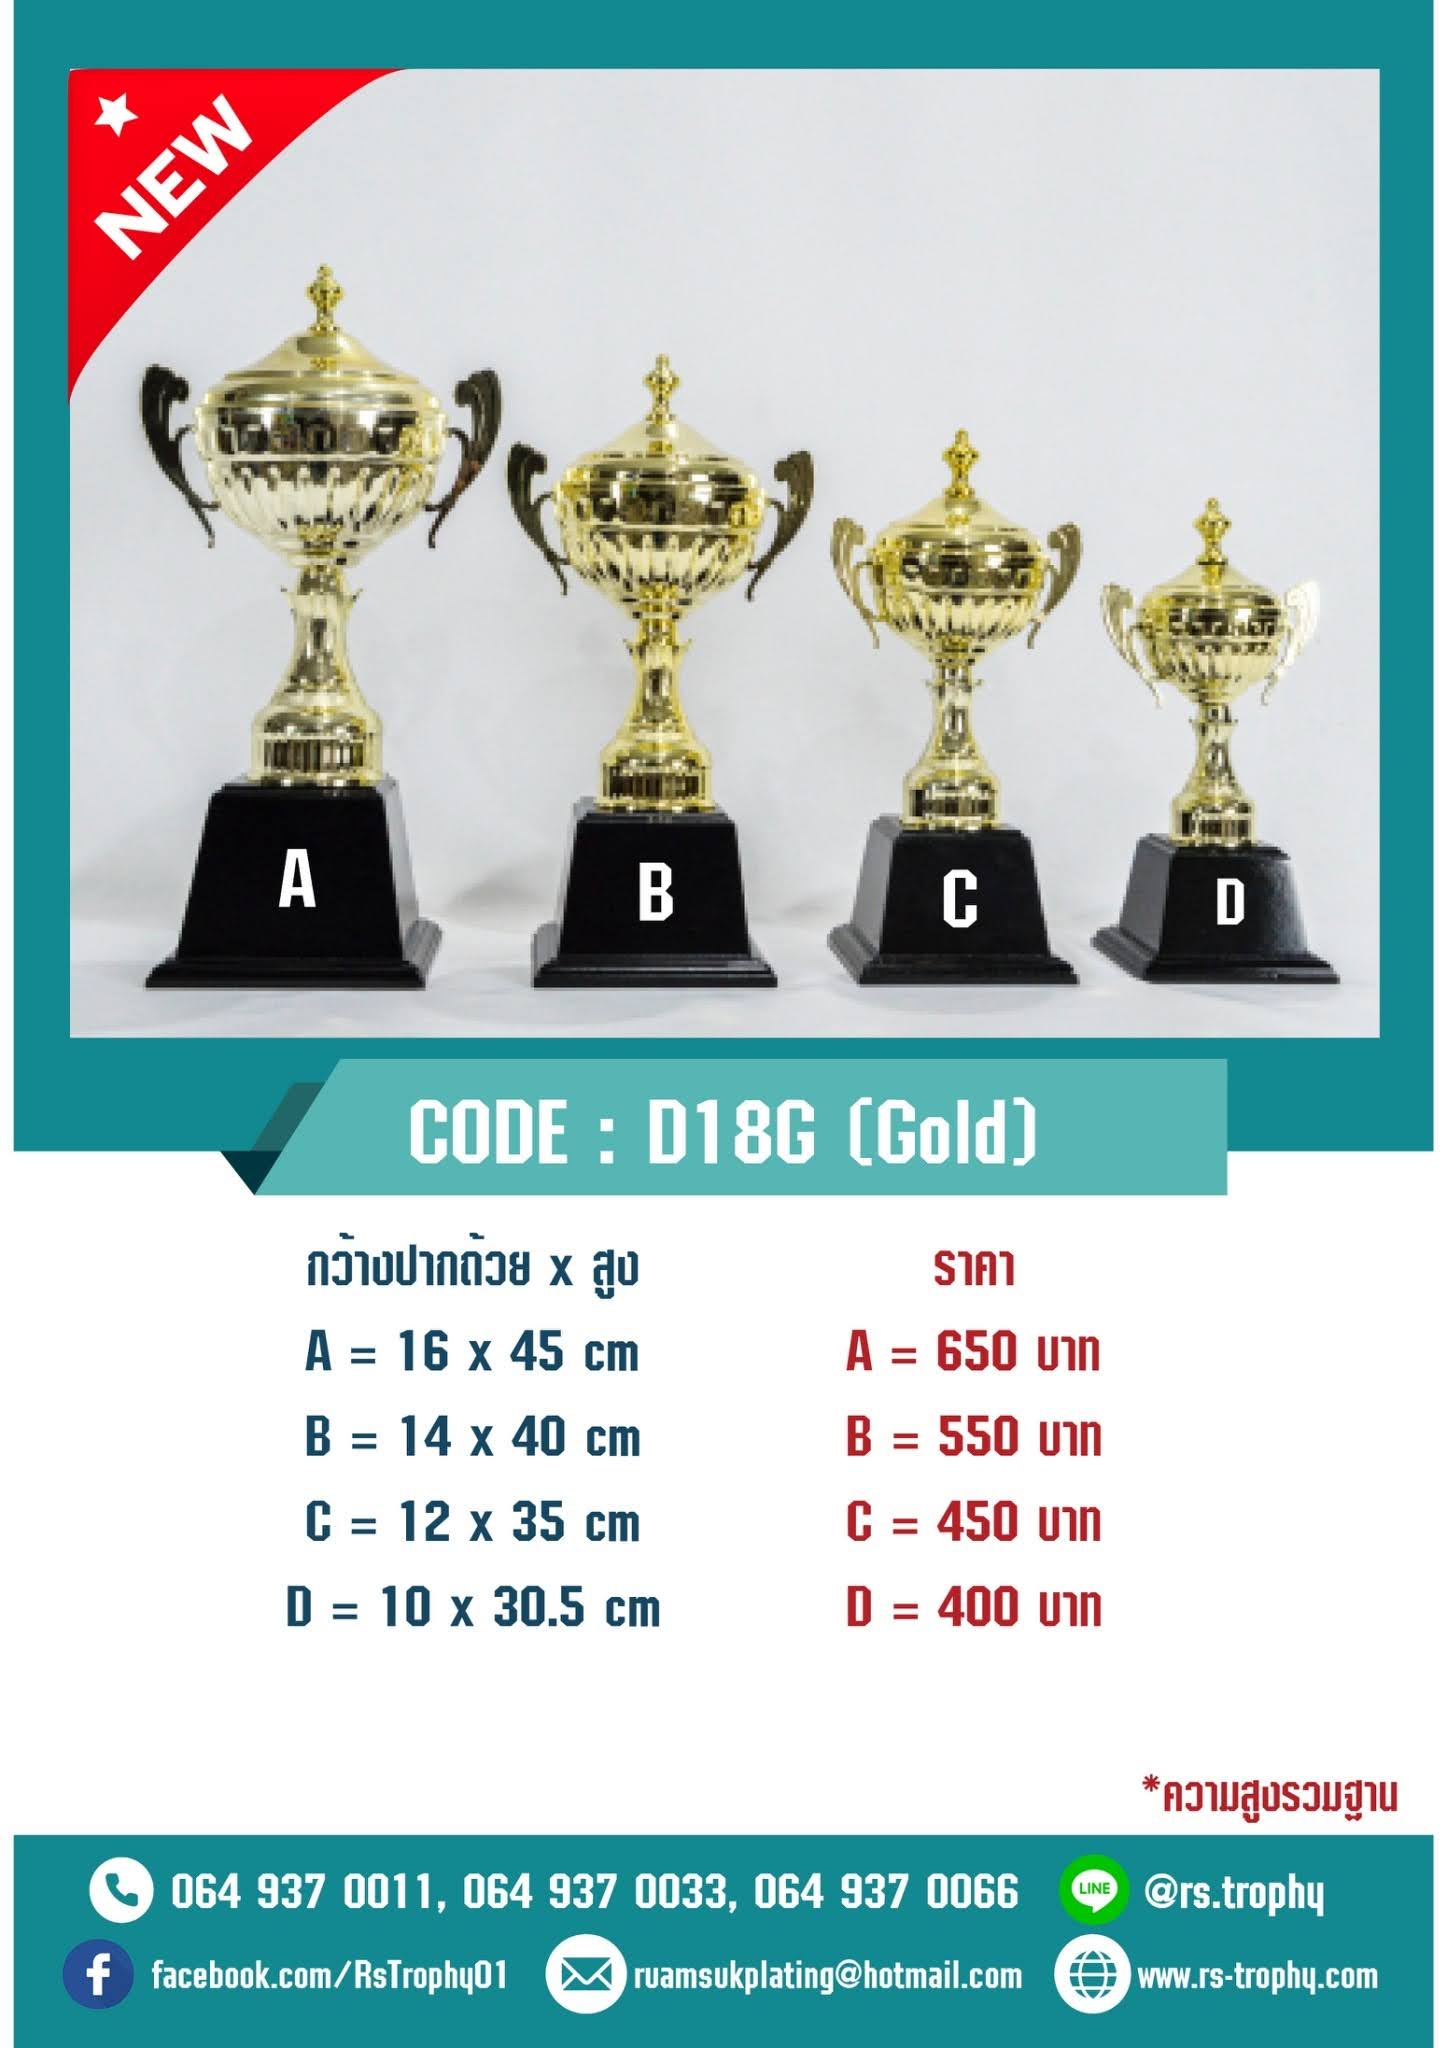 NEW
A
B
C
D
CODE : D18G (Gold)
กว้างปากถ้วย x สูง
A = 16 x 45 cm
B = 14 x 40 cm
C = 12 x 35 cm
D = 10 x 30.5 cm
ราคา
A = 650 บาท
B = 550 บาท
C = 450 บาท
D = 400 บาท
*ความสูงรวมฐาน
064 937 0011, 064 937 0033, 064 937 0066
LINE @rs.trophy
f facebook.com/RsTrophy01
ruamsukplating@hotmail.com
www.rs-trophy.com